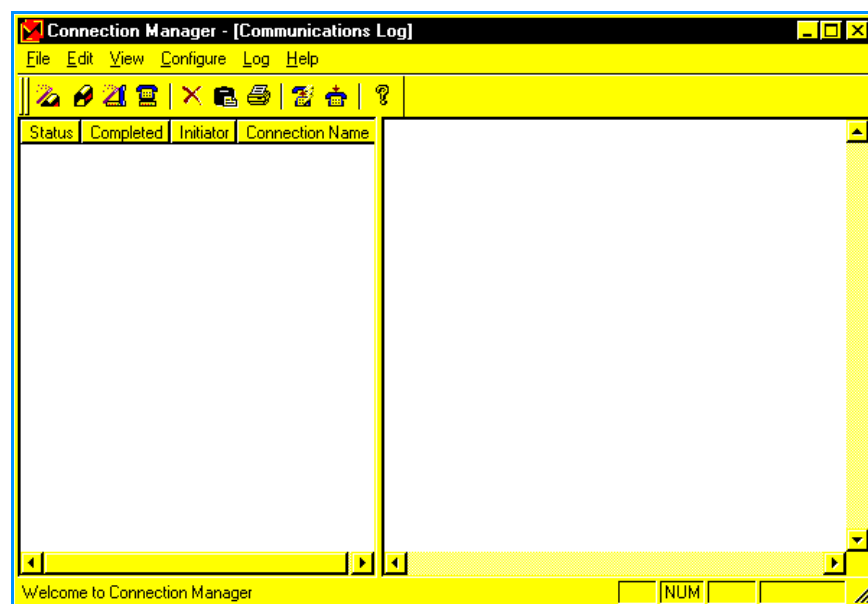 Connection Manager - [Communications Log]
File Edit View Configure Log Help
Status Completed Initiator Connection Name
Welcome to Connection Manager NUM